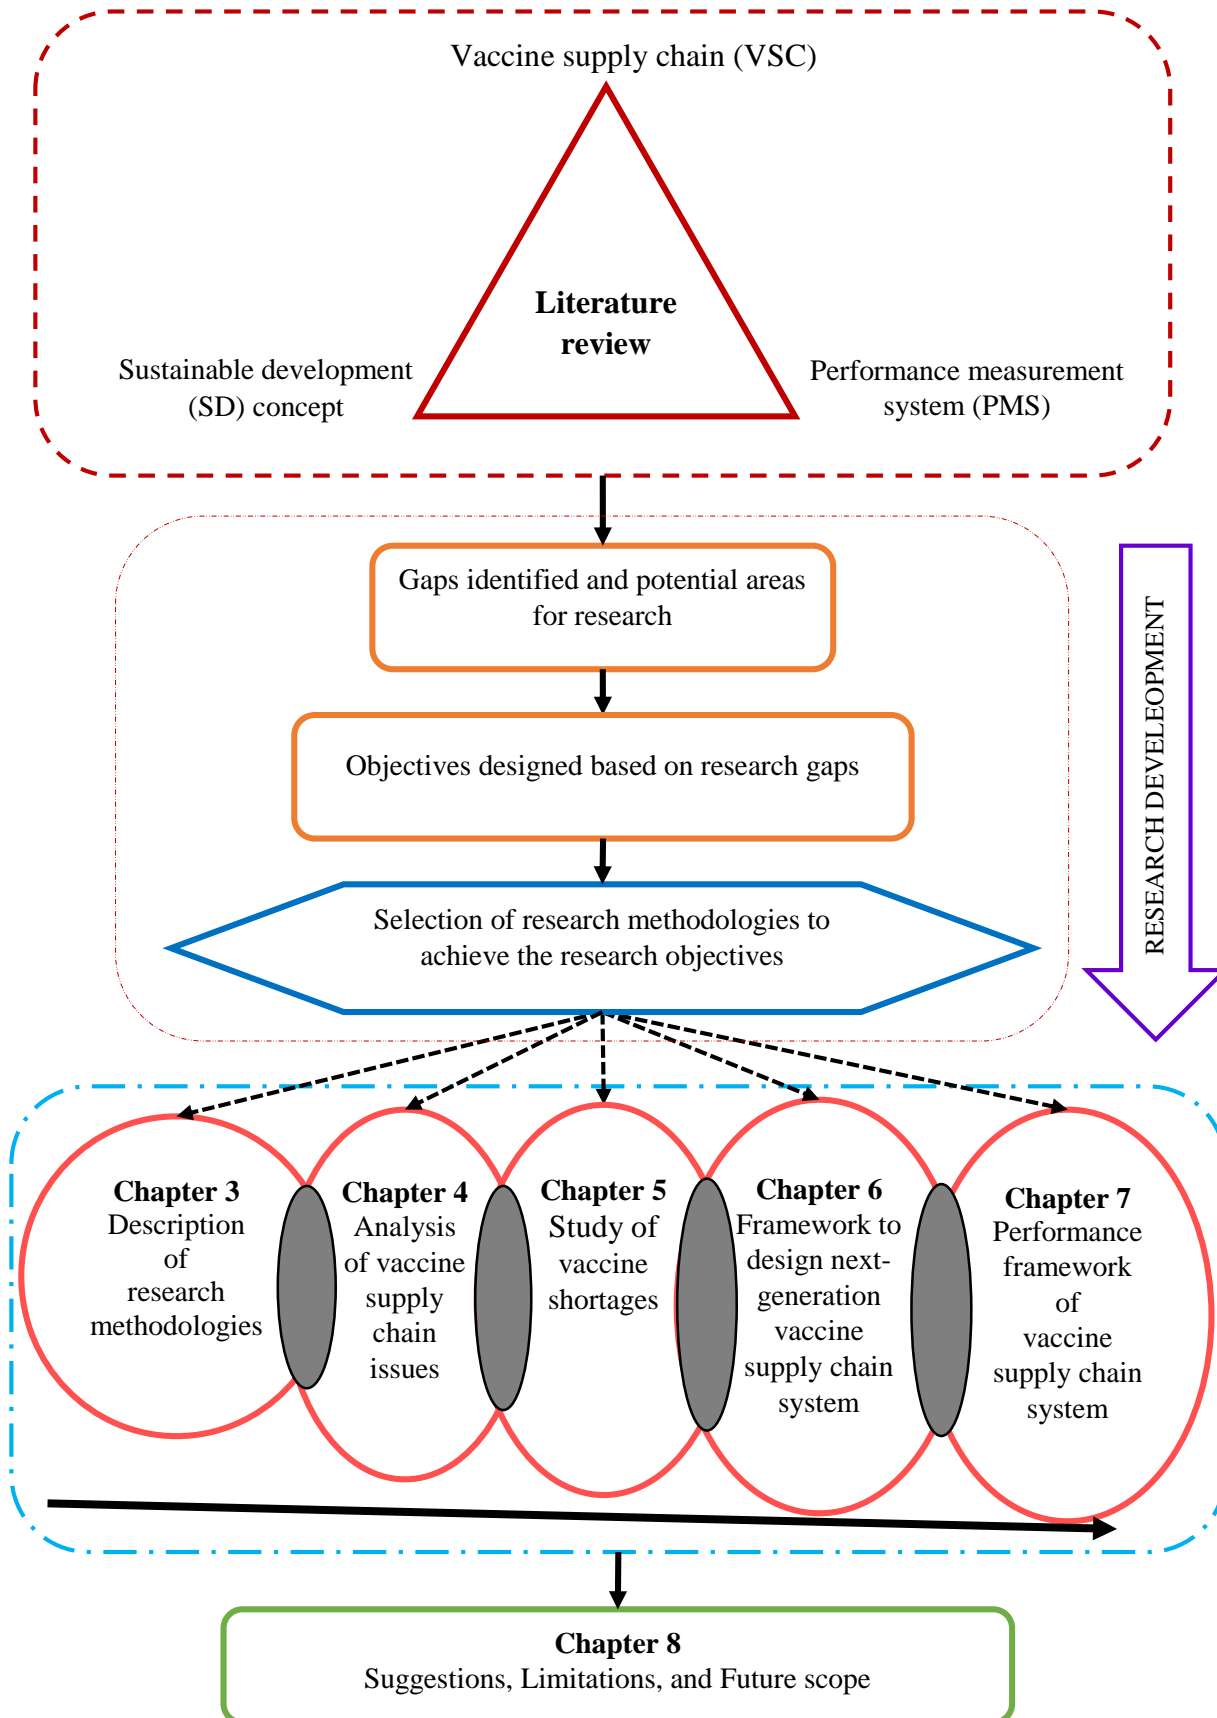 Vaccine supply chain (VSC)
Literature
review
Sustainable development
(SD) concept
Performance measurement
system (PMS)
Gaps identified and potential areas
for research
Objectives designed based on research gaps
Selection of research methodologies to
achieve the research objectives
RESEARCH DEVELEOPMENT
Chapter 3
Description
of
research
methodologies
Chapter 4
Analysis
of vaccine
supply
chain
issues
Chapter 5
Study of
vaccine
shortages
Chapter 6
Framework to
design next-
generation
vaccine
supply chain
system
Chapter 7
Performance
framework
of
vaccine
supply chain
system
Chapter 8
Suggestions, Limitations, and Future scope